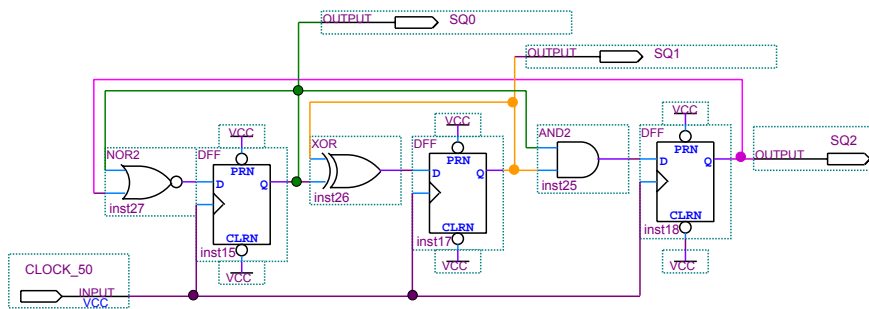 OUTPUT SQ0
OUTPUT SQ1
NOR2
DFF
VCC
PRN
D Q
CLRN
inst27
inst15
VCC
XOR
inst26
DFF
VCC
PRN
D Q
CLRN
inst17
VCC
AND2
inst25
DFF
VCC
PRN
D Q
CLRN
inst18
VCC
OUTPUT SQ2
CLOCK_50
INPUT
VCC